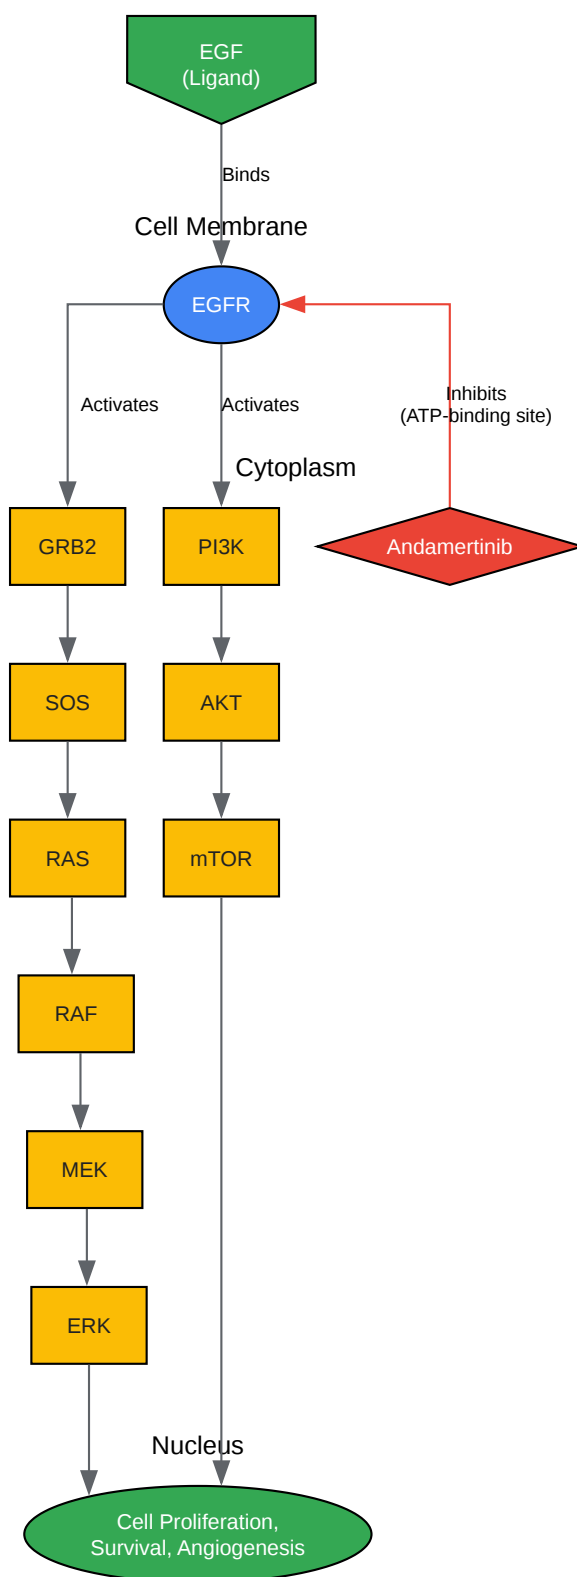 EGF
(Ligand)
Binds
Cell Membrane
EGFR
Activates
Activates
Inhibits
(ATP-binding site)
Cytoplasm
GRB2
PI3K
Andamertinib
SOS
AKT
RAS
mTOR
RAF
MEK
ERK
Nucleus
Cell Proliferation,
Survival, Angiogenesis